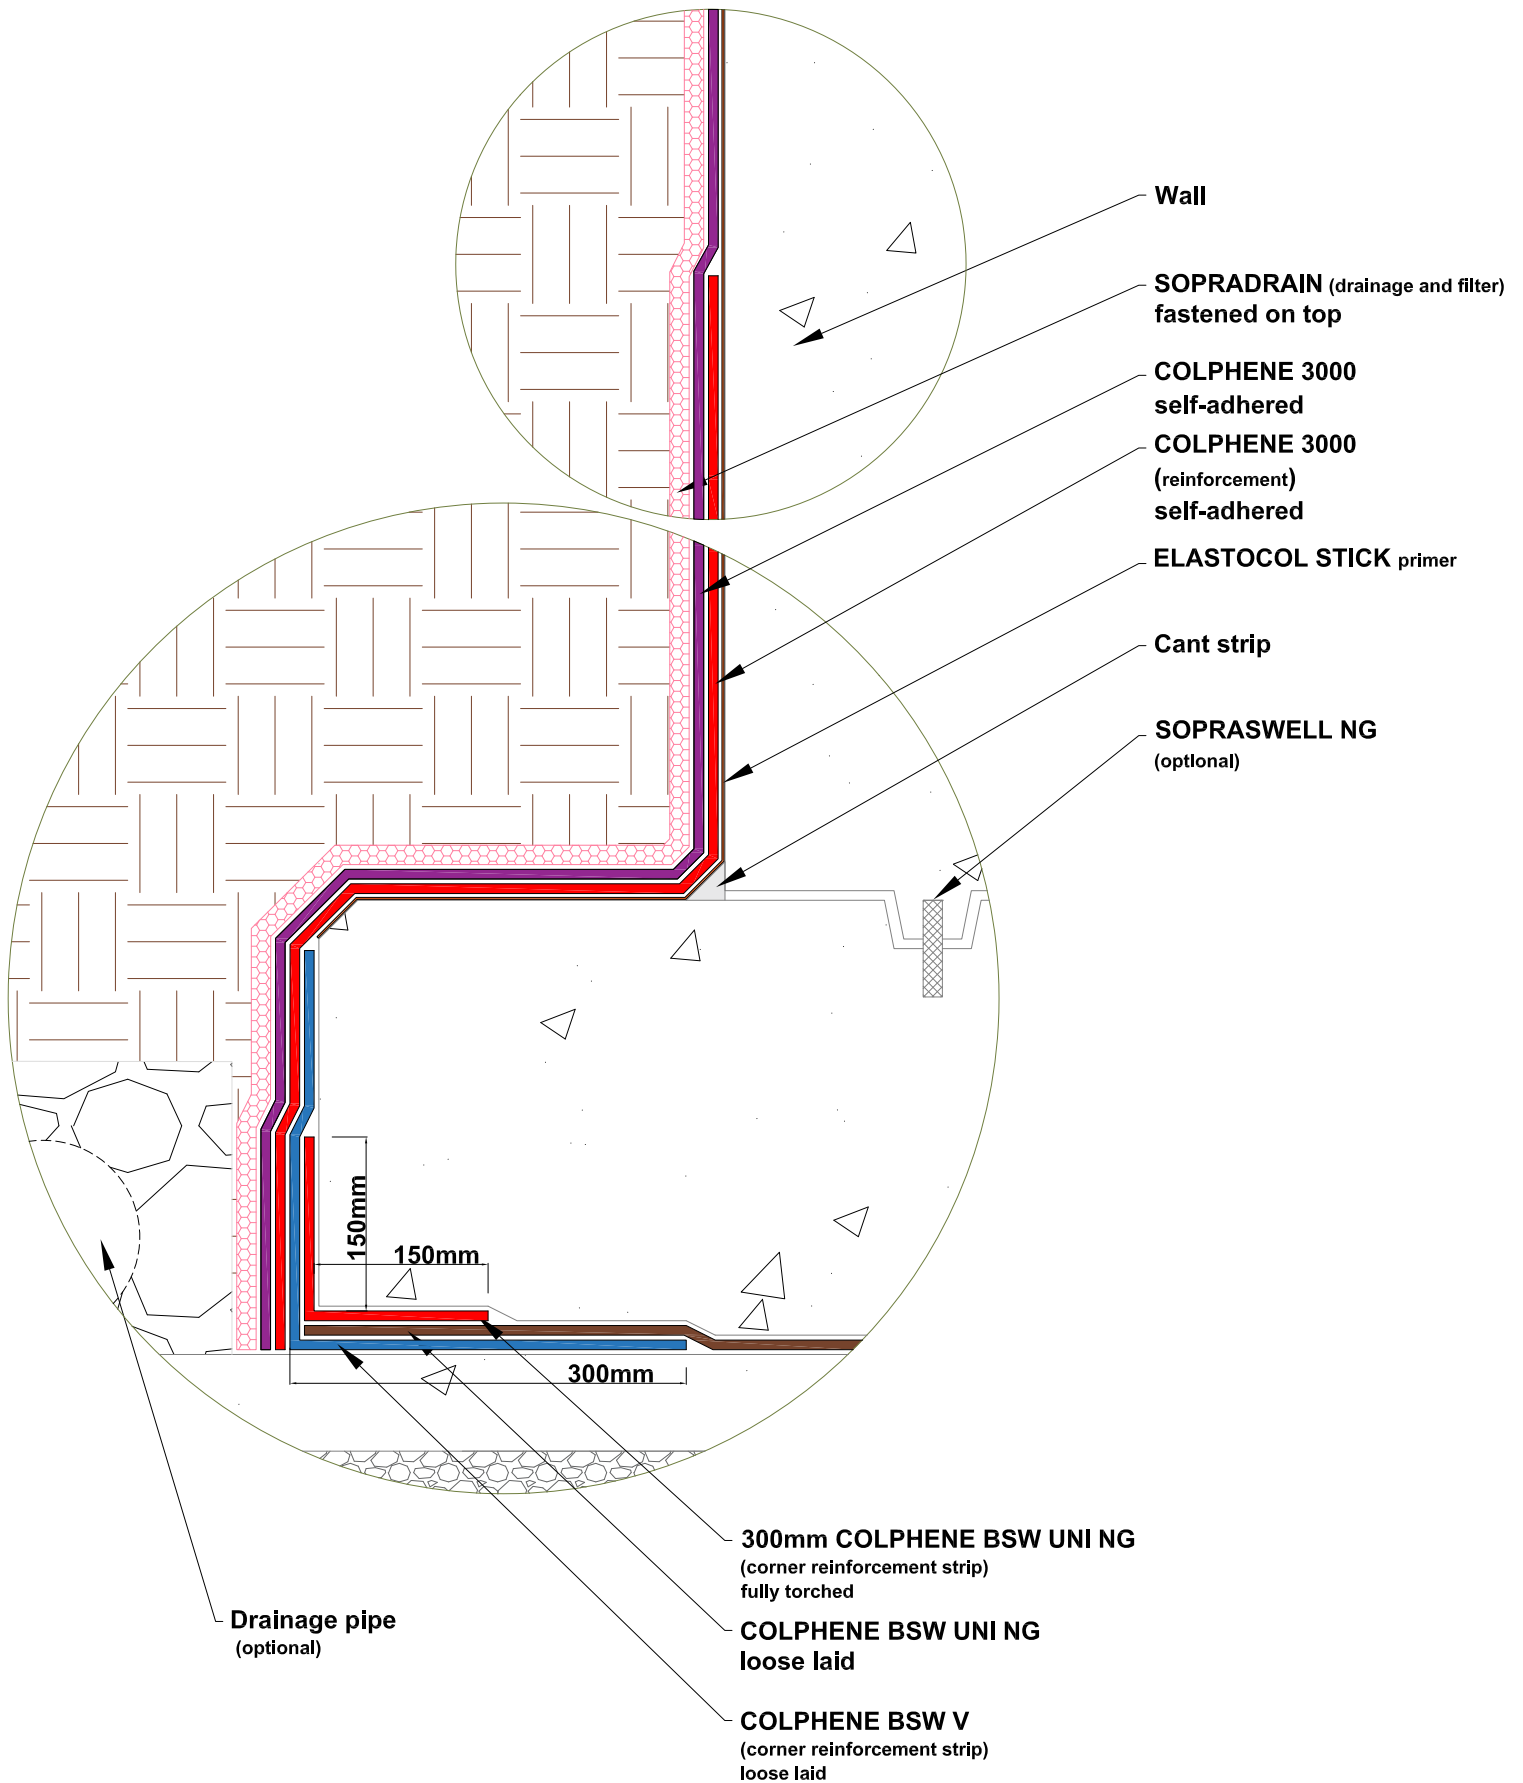 Wall
SOPRADRAIN (drainage and filter)
fastened on top
COLPHENE 3000
self-adhered
COLPHENE 3000
(reinforcement)
self-adhered
ELASTOCOL STICK primer
Cant strip
SOPRASWELL NG
(optional)
150mm
150mm
300mm
300mm COLPHENE BSW UNI NG
(corner reinforcement strip)
fully torched
Drainage pipe
(optional)
COLPHENE BSW UNI NG
loose laid
COLPHENE BSW V
(corner reinforcement strip)
loose laid